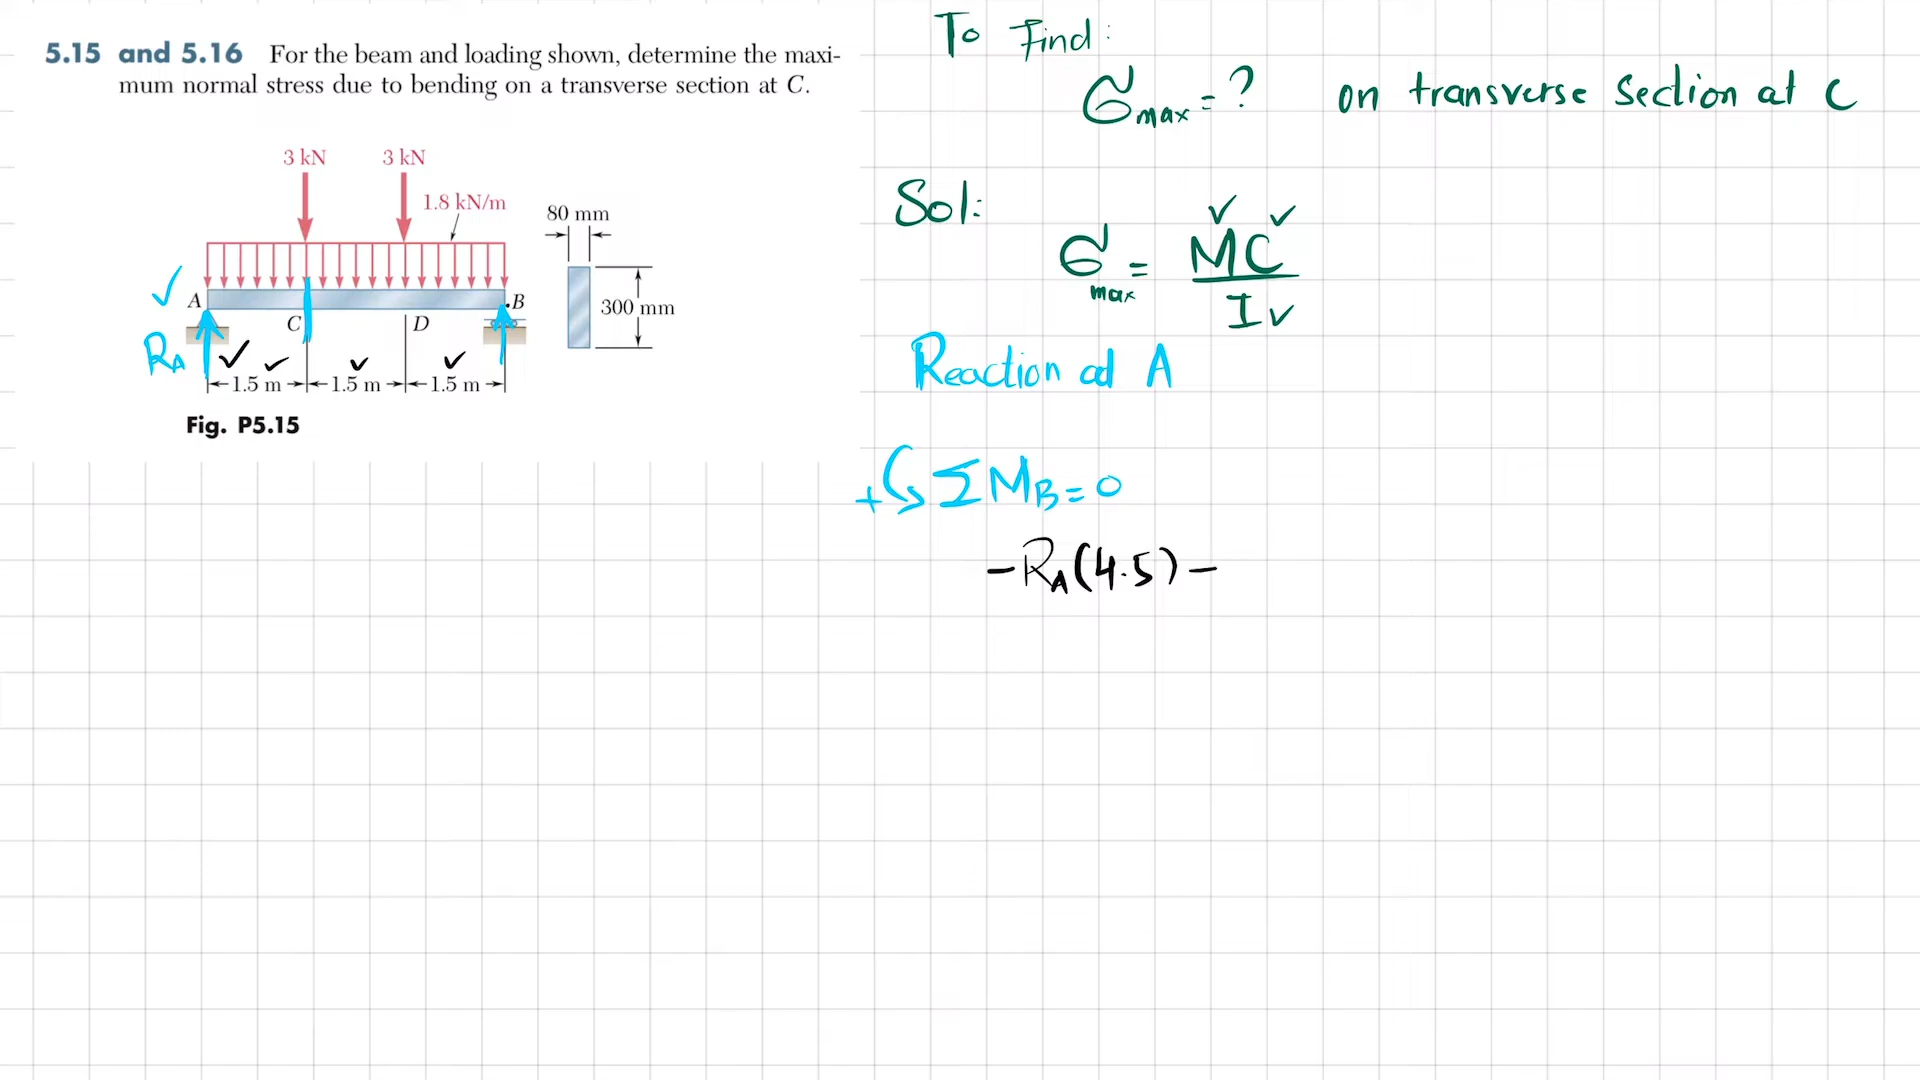 5.15 and 5.16 For the beam and loading shown, determine the maxi-
mum normal stress due to bending on a transverse section at C.
3 kN 3 kN
1.8 kN/m
80 mm
300 mm
A
B
C
D
RA
1.5 m 1.5 m 1.5 m
Fig. P5.15
To Find:
σmax = ? on transverse section at C
Sol:
σmax = MC / I
Reaction at A
+ ΣMB = 0
-RA(4.5) -